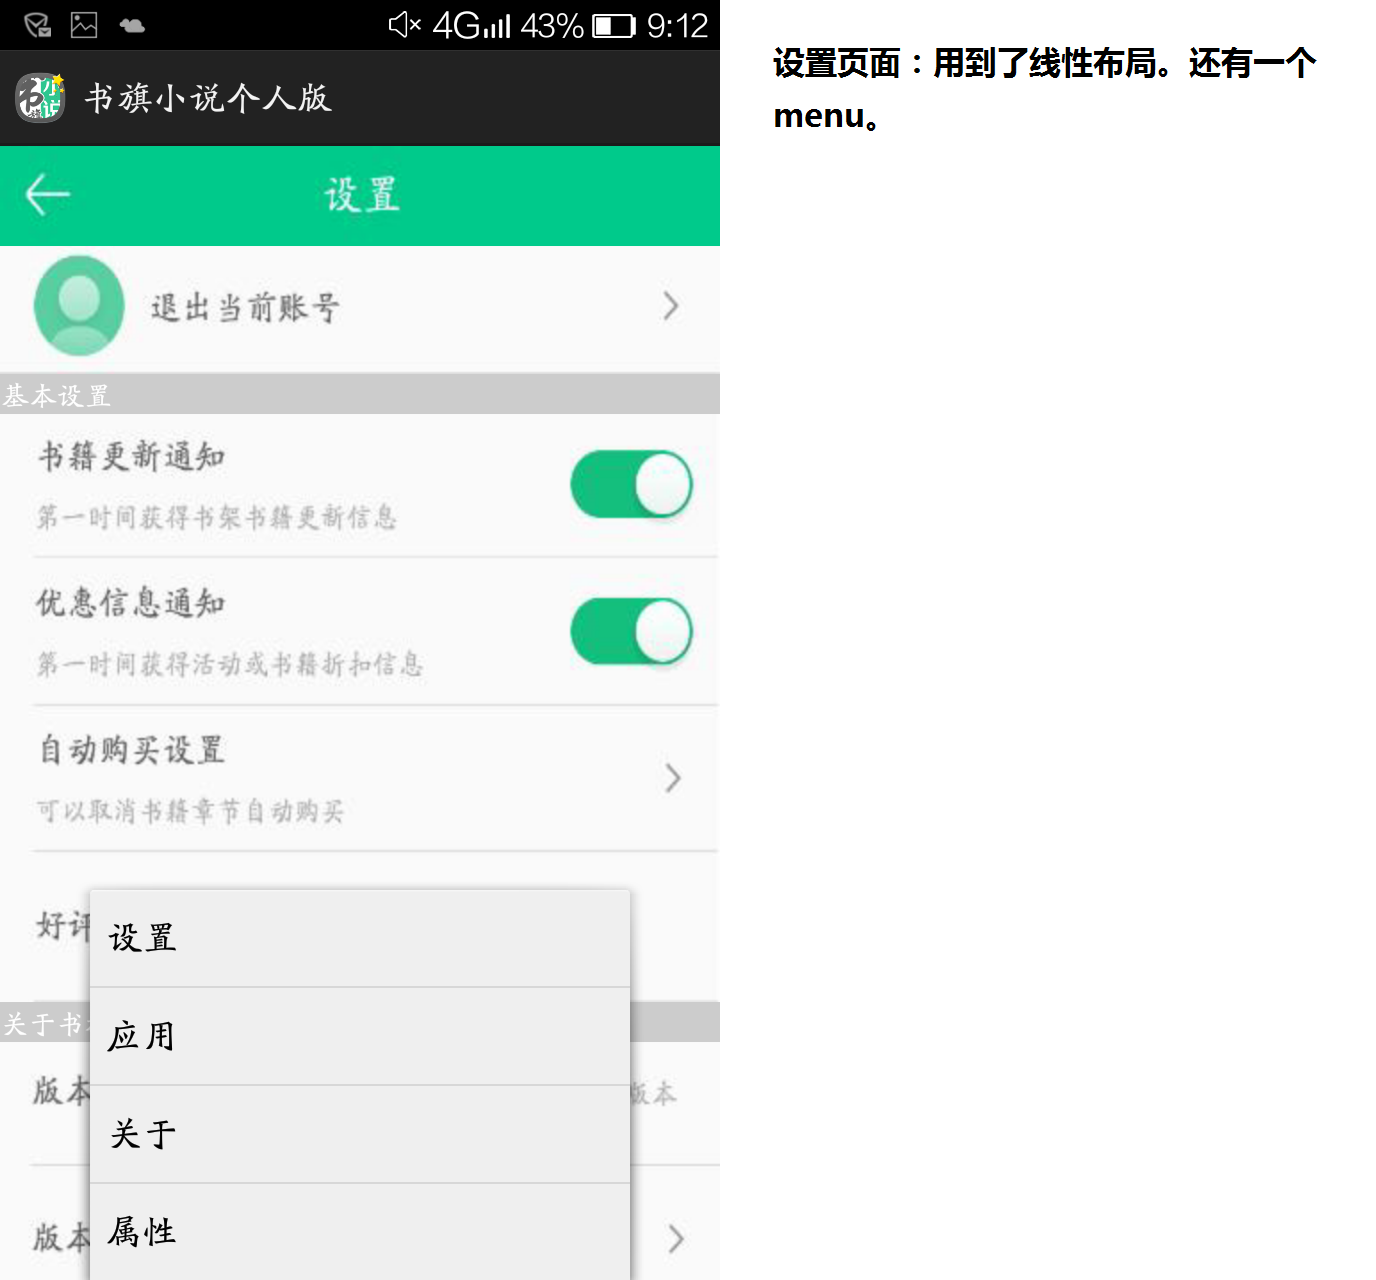 4G 43% 9:12
书旗小说个人版
设置
退出当前账号
基本设置
书籍更新通知
第一时间获得书架书籍更新信息
优惠信息通知
第一时间获得活动或书籍折扣信息
自动购买设置
可以取消书籍章节自动购买
好评
设置
应用
关于书
版本
版本
关于
版本
属性
设置页面：用到了线性布局。还有一个
menu。